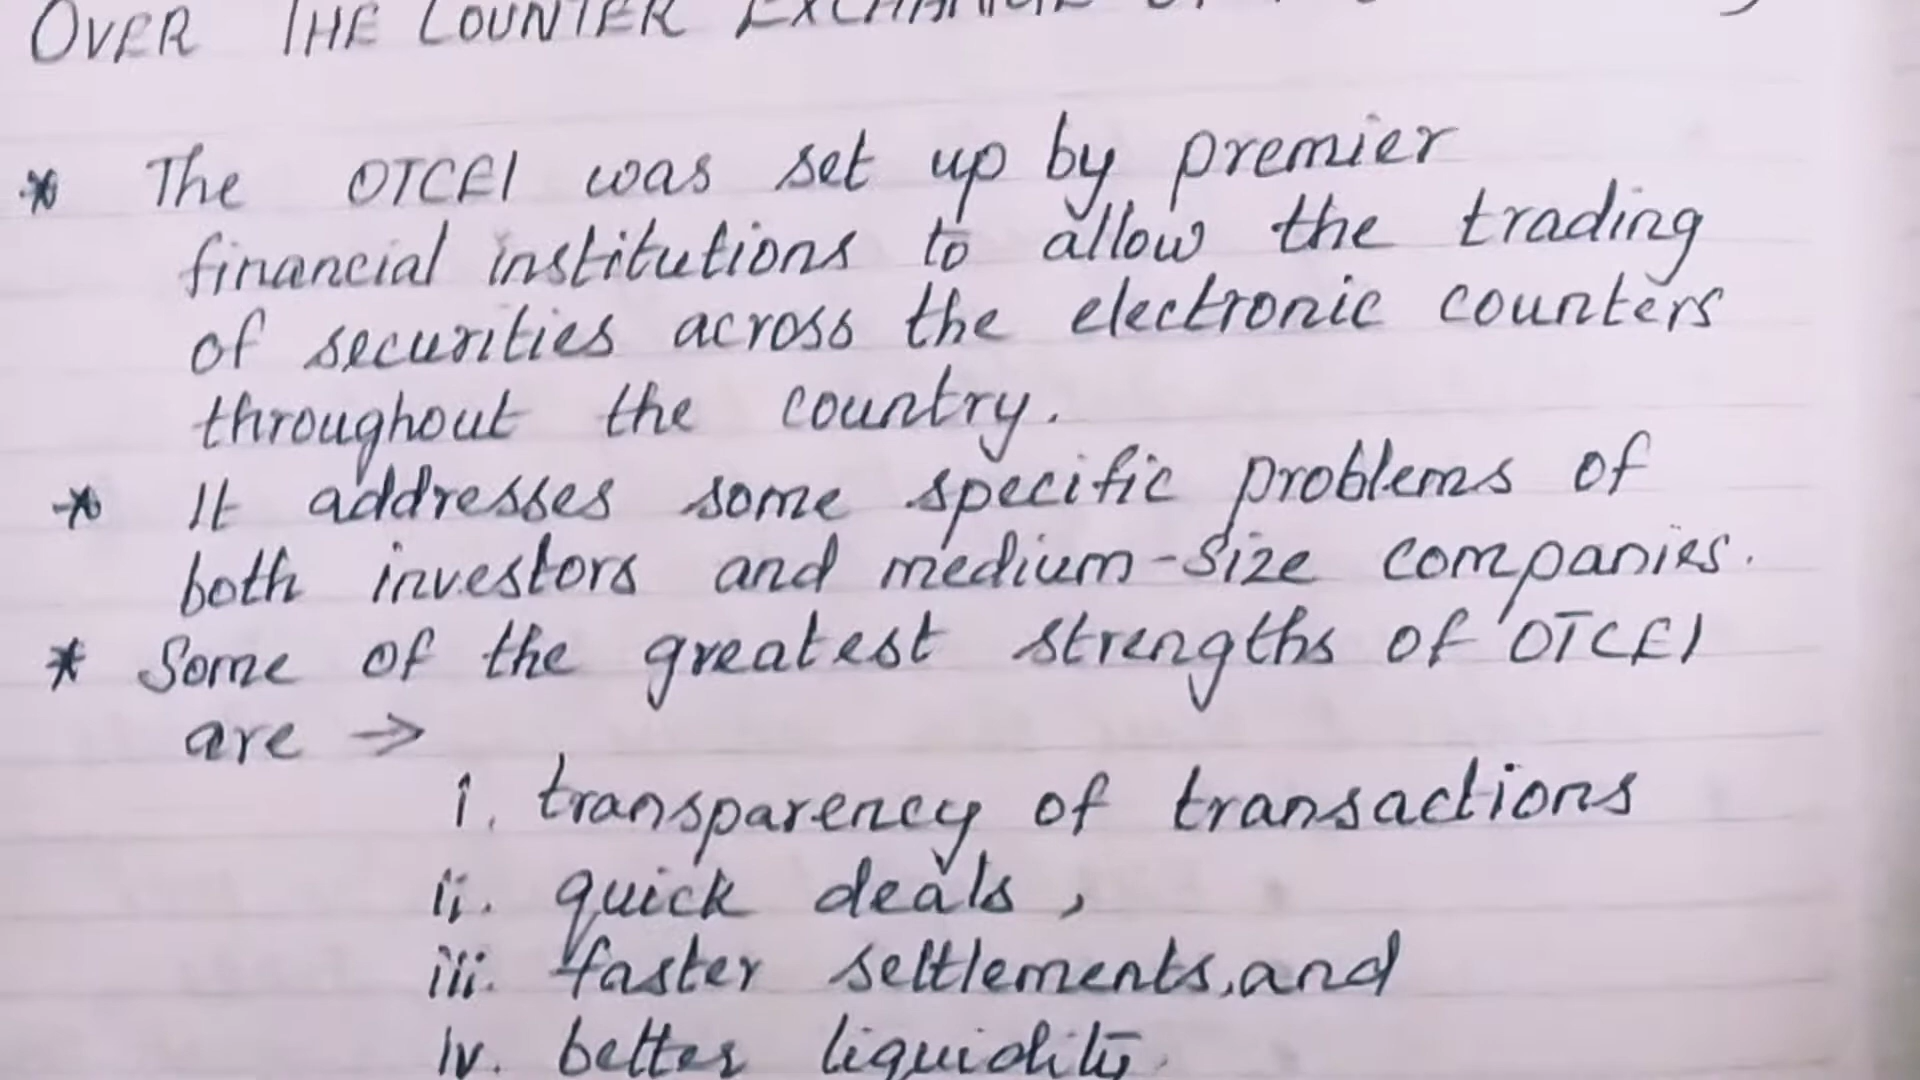 OVER THE COUNTER EXCHANGE OF
* The OTCEI was set up by premier
financial institutions to allow the trading
of securities across the electronic counters
throughout the country.
* It addresses some specific problems of
both investors and medium-size companies.
* Some of the greatest strengths of OTCEI
are →
i. transparency of transactions
ii. quick deals,
iii. faster settlements, and
iv. better liquidity.